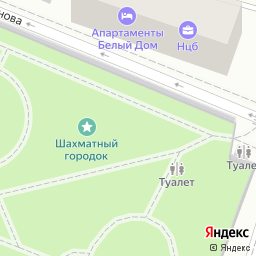 Апартаменты
Белый Дом
Нцб
нова
Шахматный
городок
Туалет
Туале
Яндекс
Яндекс